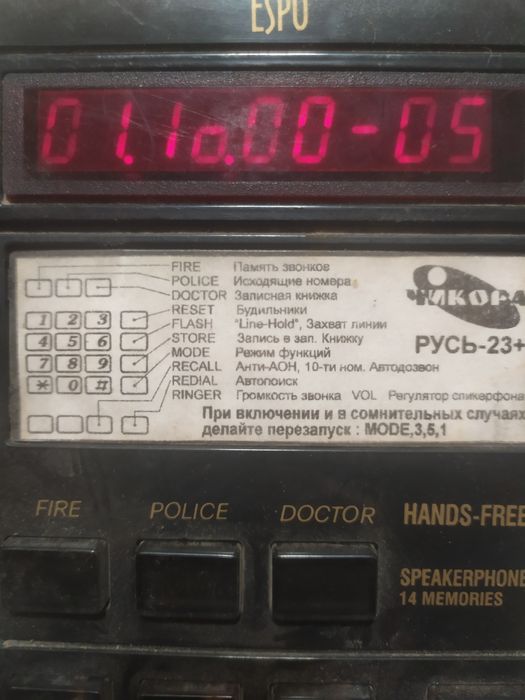 ESPO
01.1o.00-05
FIRE Память звонков
POLICE Исходящие номера
DOCTOR Записная книжка
RESET Будильники
FLASH "Line-Hold", Захват линии
STORE Запись в зап. Книжку
MODE Режим функций
RECALL Анти-АОН, 10-ти ном. Автодозвон
REDIAL Автопоиск
RINGER Громкость звонка VOL Регулятор спикерфона
1 2 3
4 5 6
7 8 9
* 0 #
ЧИКОРА
РУСЬ-23+
При включении и в сомнительных случаях
делайте перезапуск : MODE,3,5,1
FIRE POLICE DOCTOR HANDS-FREE
SPEAKERPHONE
14 MEMORIES